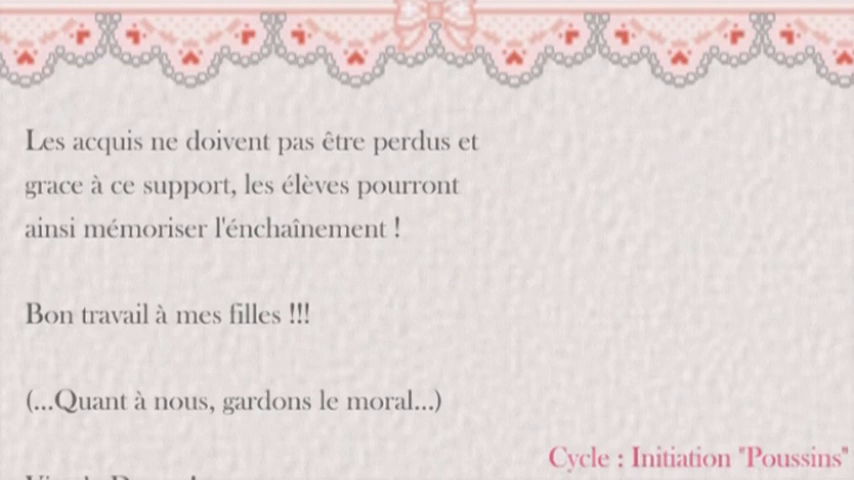 Les acquis ne doivent pas être perdus et
grace à ce support, les élèves pourront
ainsi mémoriser l'énchaînement !
Bon travail à mes filles !!!
(...Quant à nous, gardons le moral...)
Cycle : Initiation "Poussins"